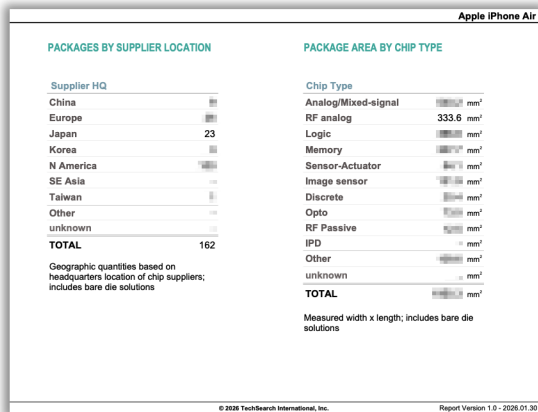 Apple iPhone Air
PACKAGES BY SUPPLIER LOCATION
Supplier HQ
China
Europe
Japan 23
Korea
N America
SE Asia
Taiwan
Other
unknown
TOTAL 162
Geographic quantities based on
headquarters location of chip suppliers;
includes bare die solutions
PACKAGE AREA BY CHIP TYPE
Chip Type
Analog/Mixed-signal mm²
RF analog 333.6 mm²
Logic mm²
Memory mm²
Sensor-Actuator mm²
Image sensor mm²
Discrete mm²
Opto mm²
RF Passive mm²
IPD mm²
Other mm²
unknown mm²
TOTAL mm²
Measured width x length; includes bare die
solutions
© 2026 TechSearch International, Inc.
Report Version 1.0 - 2026.01.30